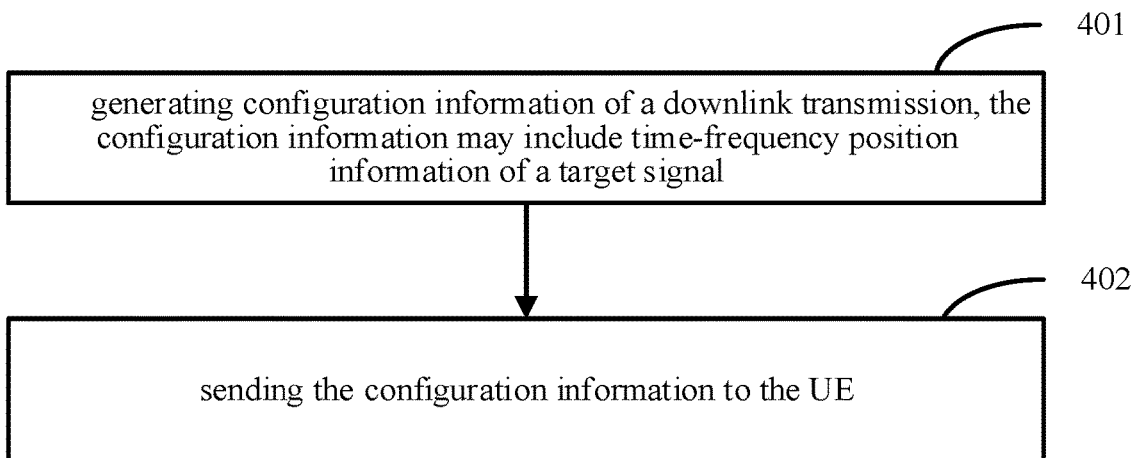 401
generating configuration information of a downlink transmission, the
configuration information may include time-frequency position
information of a target signal
402
sending the configuration information to the UE